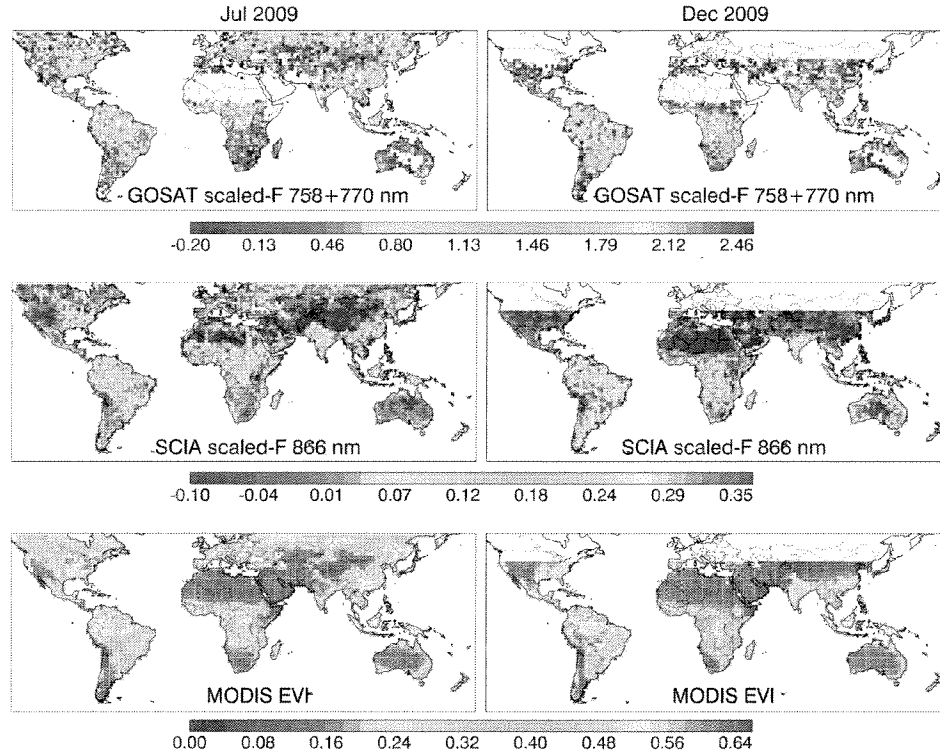 Jul 2009
Dec 2009
GOSAT scaled-F 758+770 nm
GOSAT scaled-F 758+770 nm
-0.20 0.13 0.46 0.80 1.13 1.46 1.79 2.12 2.46
SCIA scaled-F 866 nm
SCIA scaled-F 866 nm
-0.10 -0.04 0.01 0.07 0.12 0.18 0.24 0.29 0.35
MODIS EVI
MODIS EVI
0.00 0.08 0.16 0.24 0.32 0.40 0.48 0.56 0.64